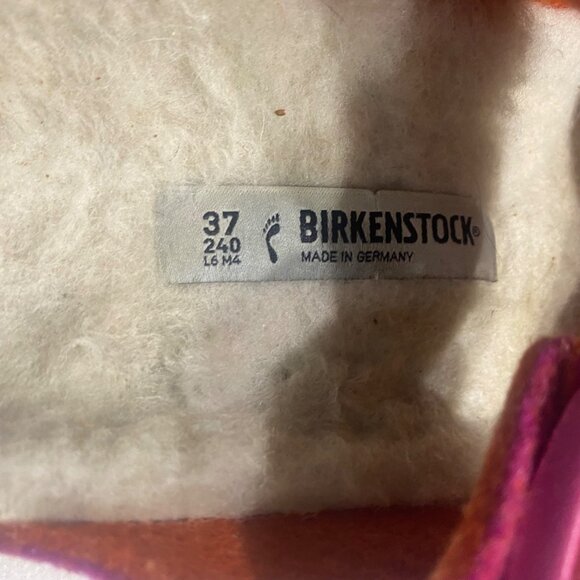 37
240
L6 M4
BIRKENSTOCK®
MADE IN GERMANY